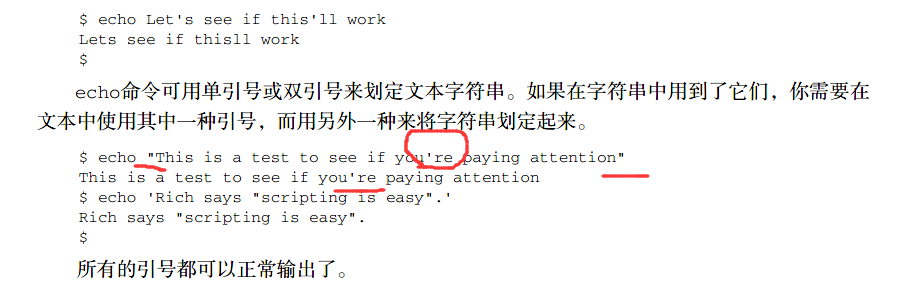 $ echo Let's see if this'll work
Lets see if thisll work
$
echo命令可用单引号或双引号来划定文本字符串。如果在字符串中用到了它们，你需要在
文本中使用其中一种引号，而用另外一种来将字符串划定起来。
$ echo "This is a test to see if you're paying attention"
This is a test to see if you're paying attention
$ echo 'Rich says "scripting is easy".'
Rich says "scripting is easy".
$
所有的引号都可以正常输出了。